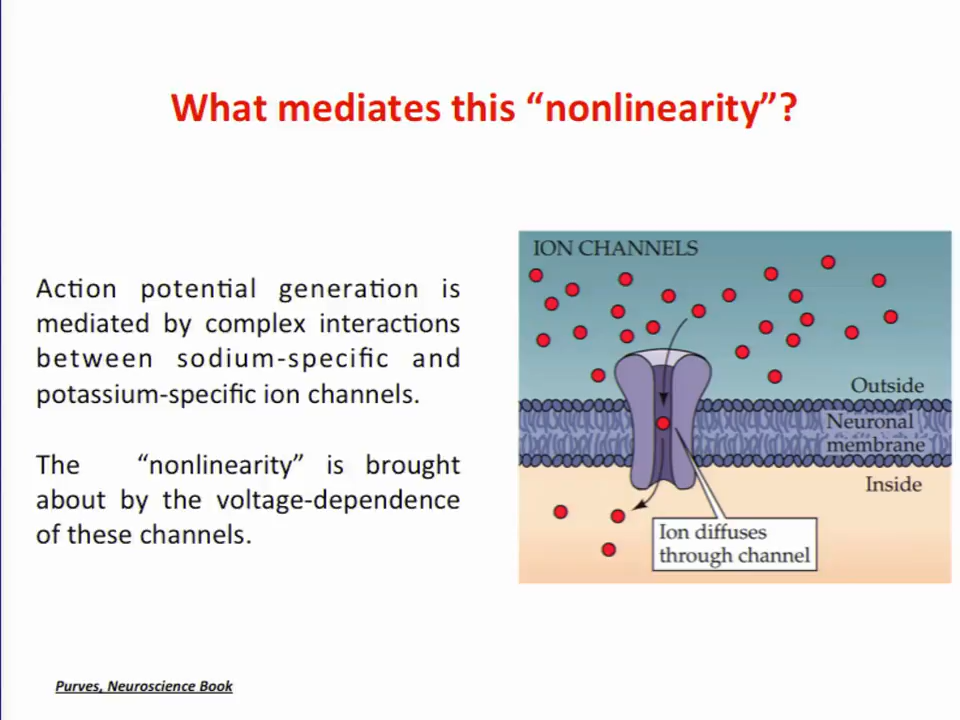 What mediates this “nonlinearity”?
Action potential generation is
mediated by complex interactions
between sodium-specific and
potassium-specific ion channels.
The “nonlinearity” is brought
about by the voltage-dependence
of these channels.
ION CHANNELS
Outside
Neuronal
membrane
Inside
Ion diffuses
through channel
Purves, Neuroscience Book